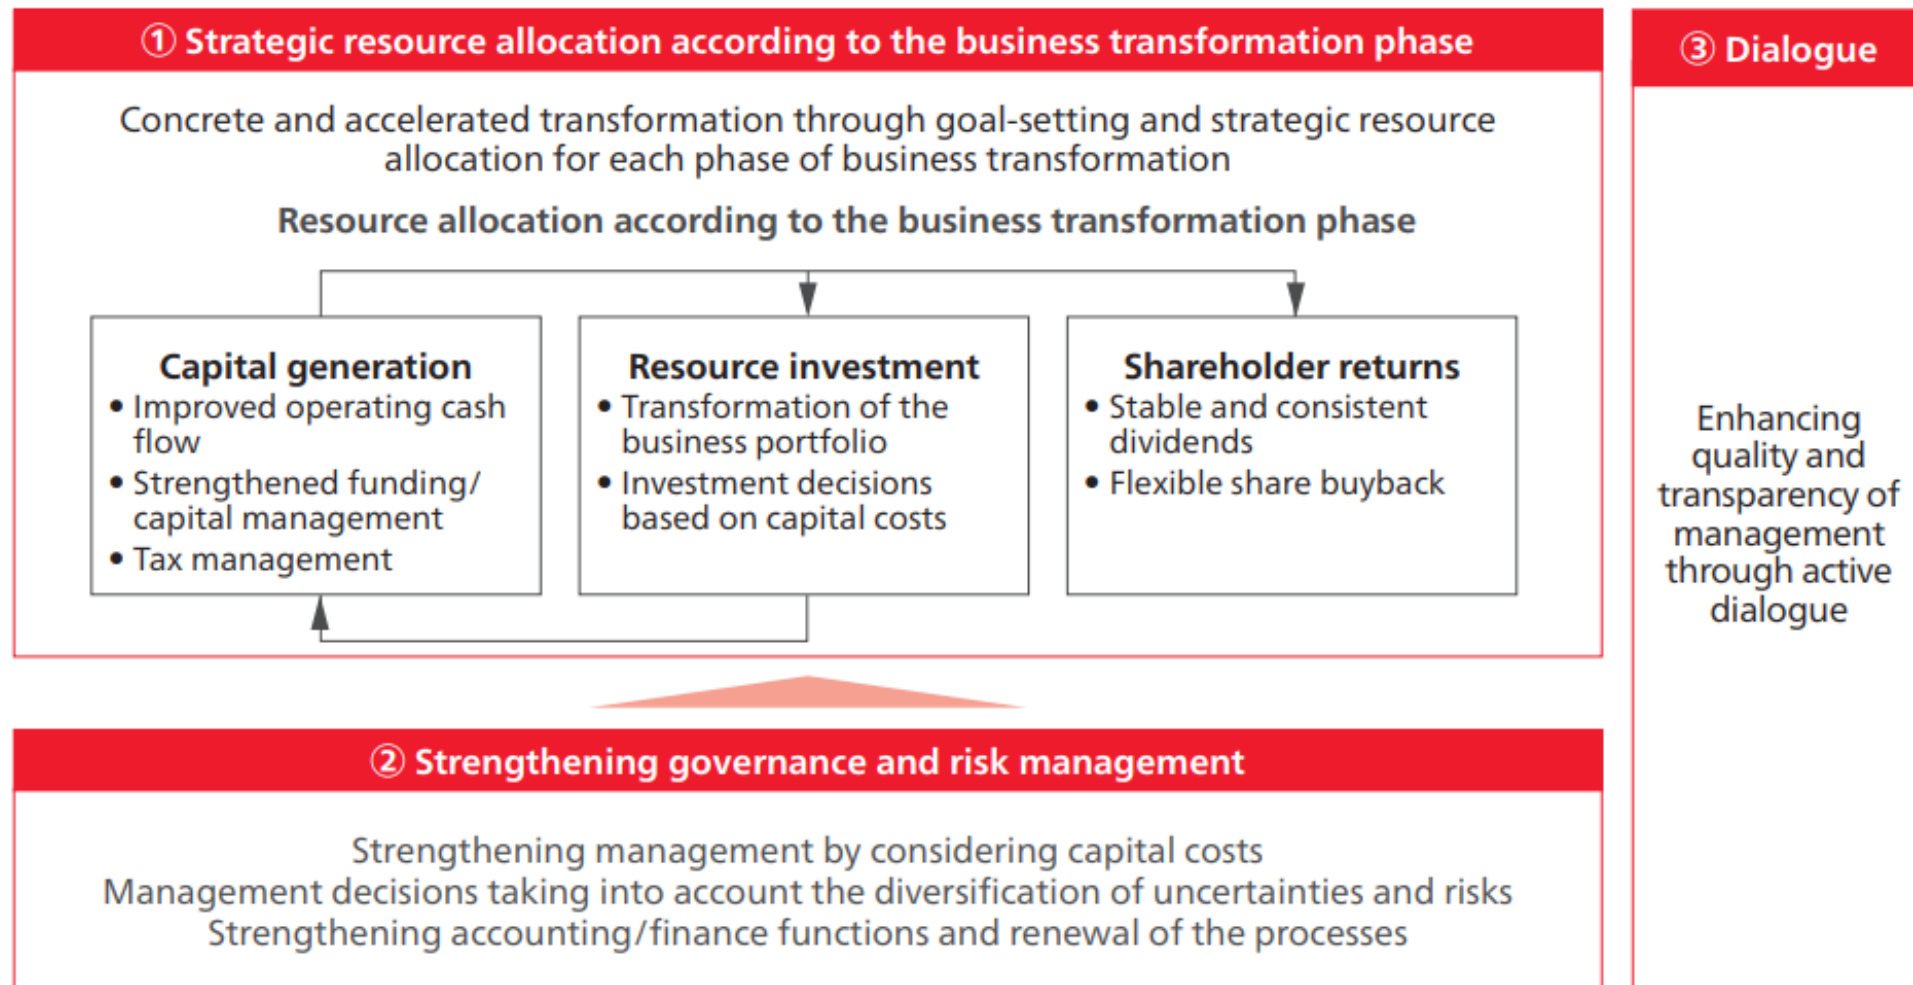 ① Strategic resource allocation according to the business transformation phase
Concrete and accelerated transformation through goal-setting and strategic resource
allocation for each phase of business transformation
Resource allocation according to the business transformation phase
Capital generation
• Improved operating cash
flow
• Strengthened funding/
capital management
• Tax management
Resource investment
• Transformation of the
business portfolio
• Investment decisions
based on capital costs
Shareholder returns
• Stable and consistent
dividends
• Flexible share buyback
② Strengthening governance and risk management
Strengthening management by considering capital costs
Management decisions taking into account the diversification of uncertainties and risks
Strengthening accounting/finance functions and renewal of the processes
③ Dialogue
Enhancing
quality and
transparency of
management
through active
dialogue